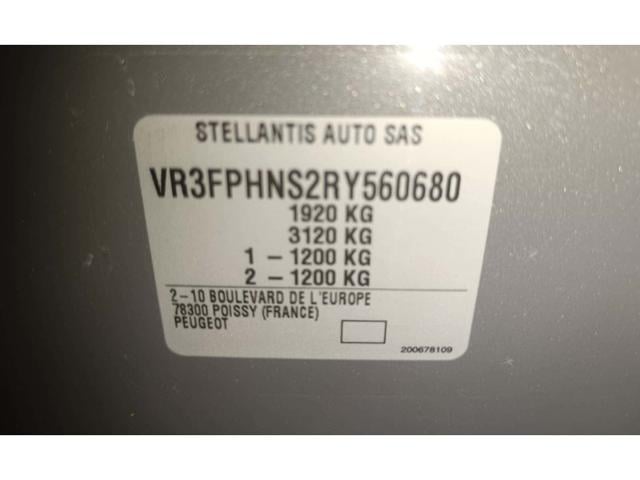 STELLANTIS AUTO SAS
VR3FPHNS2RY560680
1920 KG
3120 KG
1 - 1200 KG
2 - 1200 KG
2-10 BOULEVARD DE L'EUROPE
78300 POISSY (FRANCE)
PEUGEOT
200678109